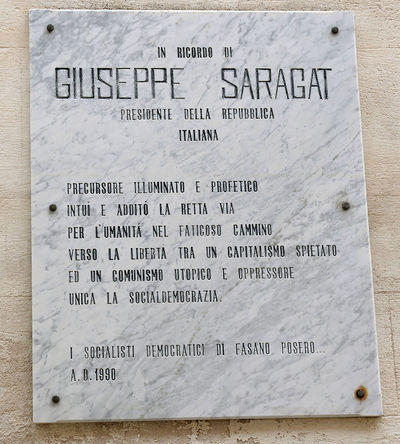 IN RICORDO DI
GIUSEPPE SARAGAT
PRESIDENTE DELLA REPUBBLICA
ITALIANA
PRECURSORE ILLUMINATO E PROFETICO
INTUÌ E ADDITÒ LA RETTA VIA
PER L'UMANITÀ NEL FATICOSO CAMMINO
VERSO LA LIBERTÀ TRA UN CAPITALISMO SPIETATO
ED UN COMUNISMO UTOPICO E OPPRESSORE
UNICA LA SOCIALDEMOCRAZIA.
I SOCIALISTI DEMOCRATICI DI FASANO POSERO...
A.D.1990